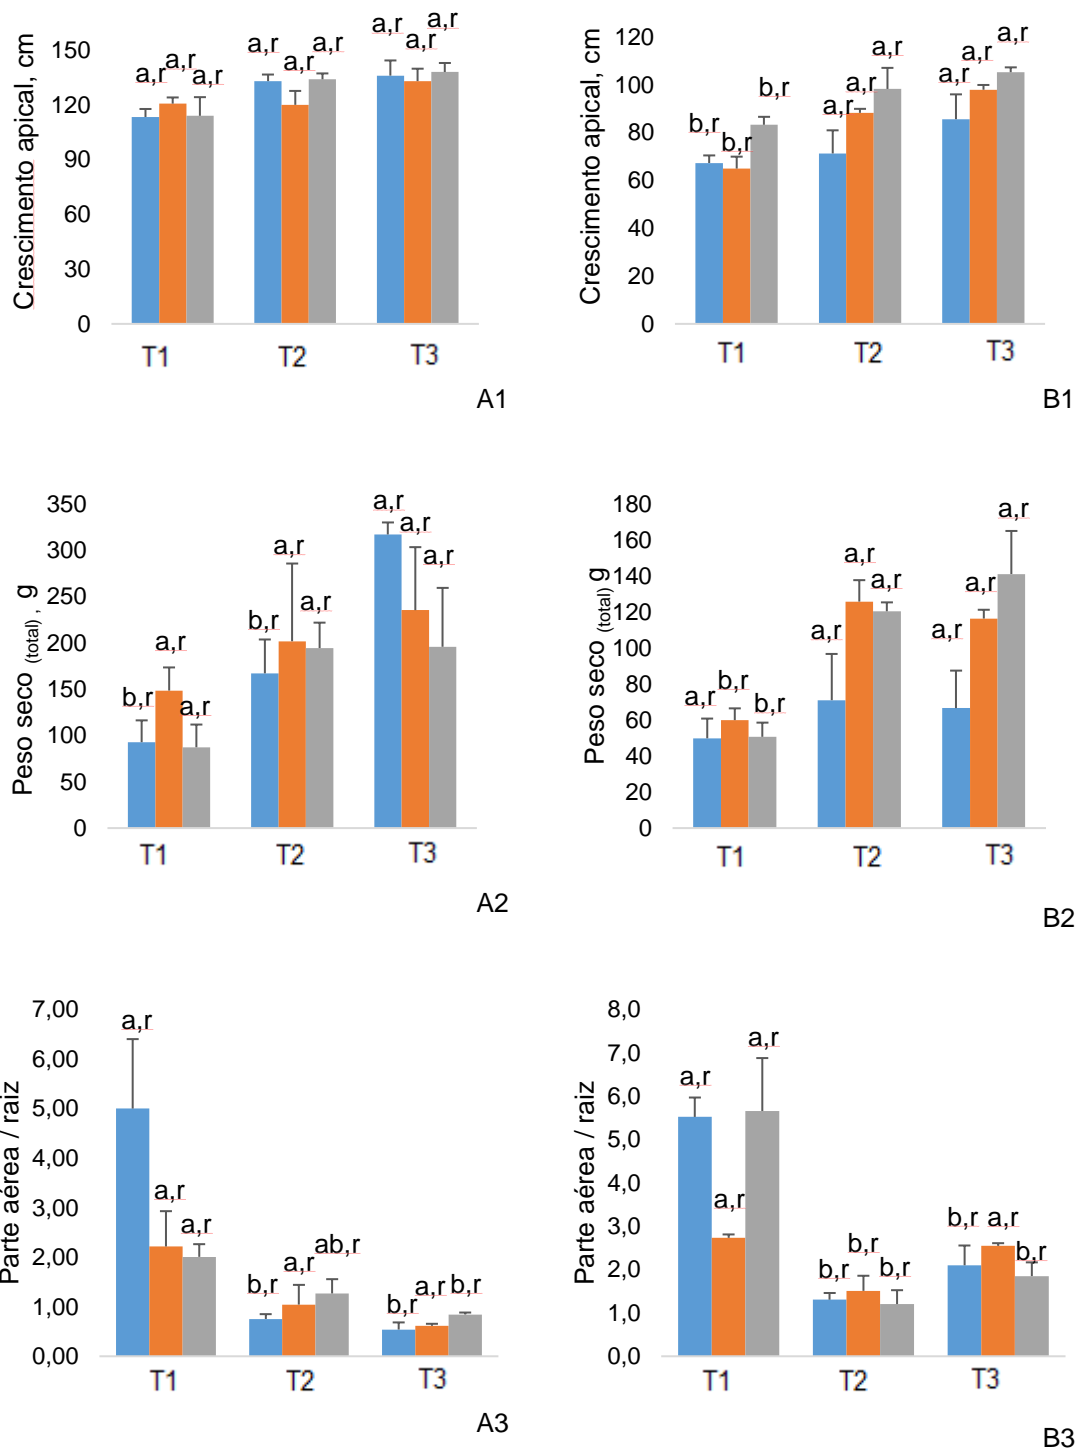 Crescimento apical, cm
150
120
90
60
30
0
a,r
a,r
a,r
a,r
a,r
a,r
a,r
a,r
a,r
T1
T2
T3
A1
Crescimento apical, cm
120
100
80
60
40
20
0
b,r
b,r
b,r
a,r
a,r
a,r
a,r
a,r
a,r
T1
T2
T3
B1
Peso seco (total) , g
350
300
250
200
150
100
50
0
b,r
a,r
a,r
b,r
a,r
a,r
a,r
a,r
a,r
T1
T2
T3
A2
Peso seco (total) g
180
160
140
120
100
80
60
40
20
0
a,r
b,r
b,r
a,r
a,r
a,r
a,r
a,r
a,r
T1
T2
T3
B2
Parte aérea / raiz
7,00
6,00
5,00
4,00
3,00
2,00
1,00
0,00
a,r
a,r
a,r
b,r
a,r
ab,r
b,r
a,r
b,r
T1
T2
T3
A3
Parte aérea / raiz
8,0
7,0
6,0
5,0
4,0
3,0
2,0
1,0
0,0
a,r
a,r
a,r
b,r
b,r
b,r
b,r
a,r
b,r
T1
T2
T3
B3